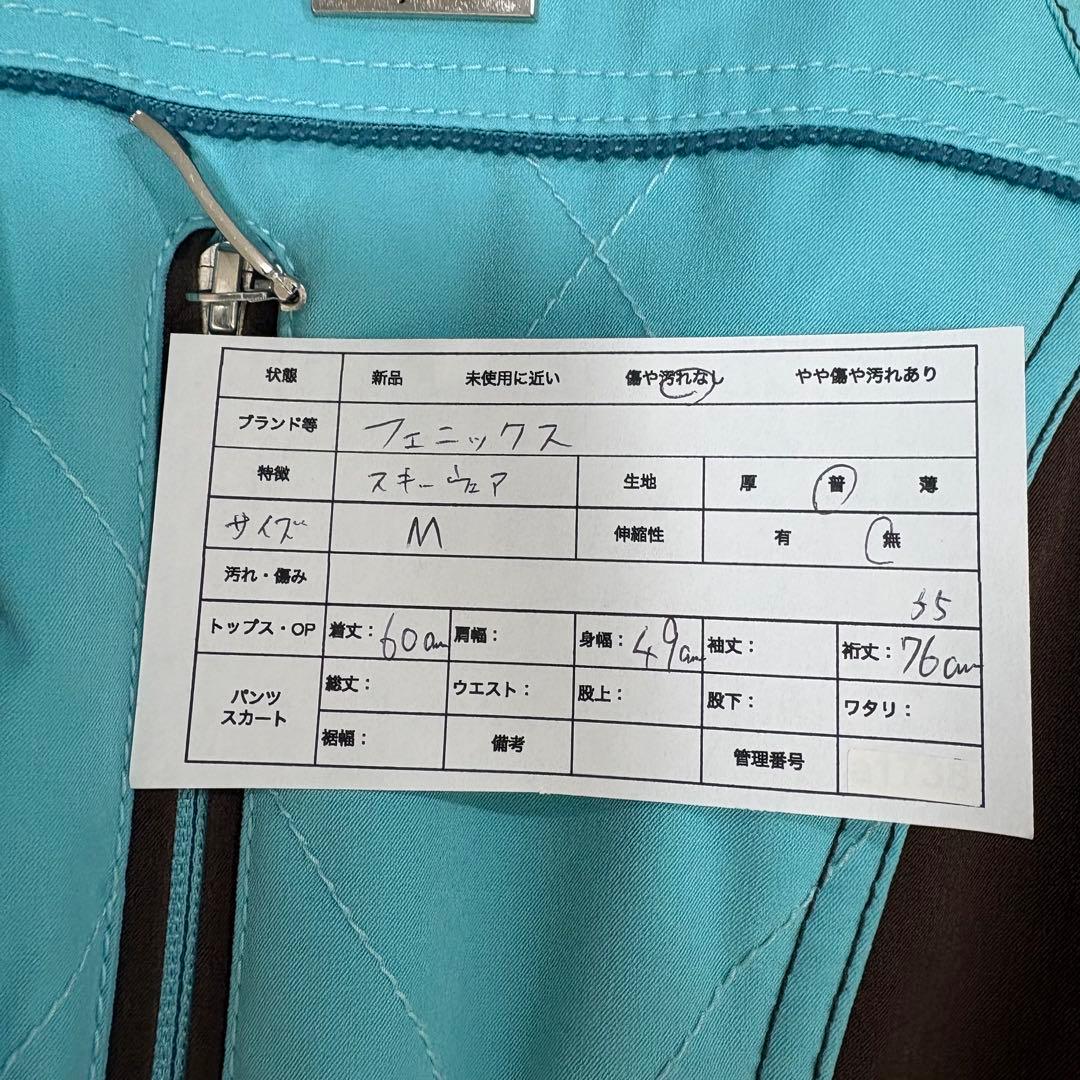 状態 新品 未使用に近い 傷や汚れなし やや傷や汚れあり
ブランド等 フェニックス
特徴 スキーウェア 生地 厚 普 薄
サイズ M 伸縮性 有 無
汚れ・傷み
トップス・OP 着丈：60cm 肩幅： 身幅：49cm 袖丈： 裄丈：76cm
パンツ スカート 総丈： ウエスト： 股上： 股下： ワタリ：
裾幅： 備考 管理番号